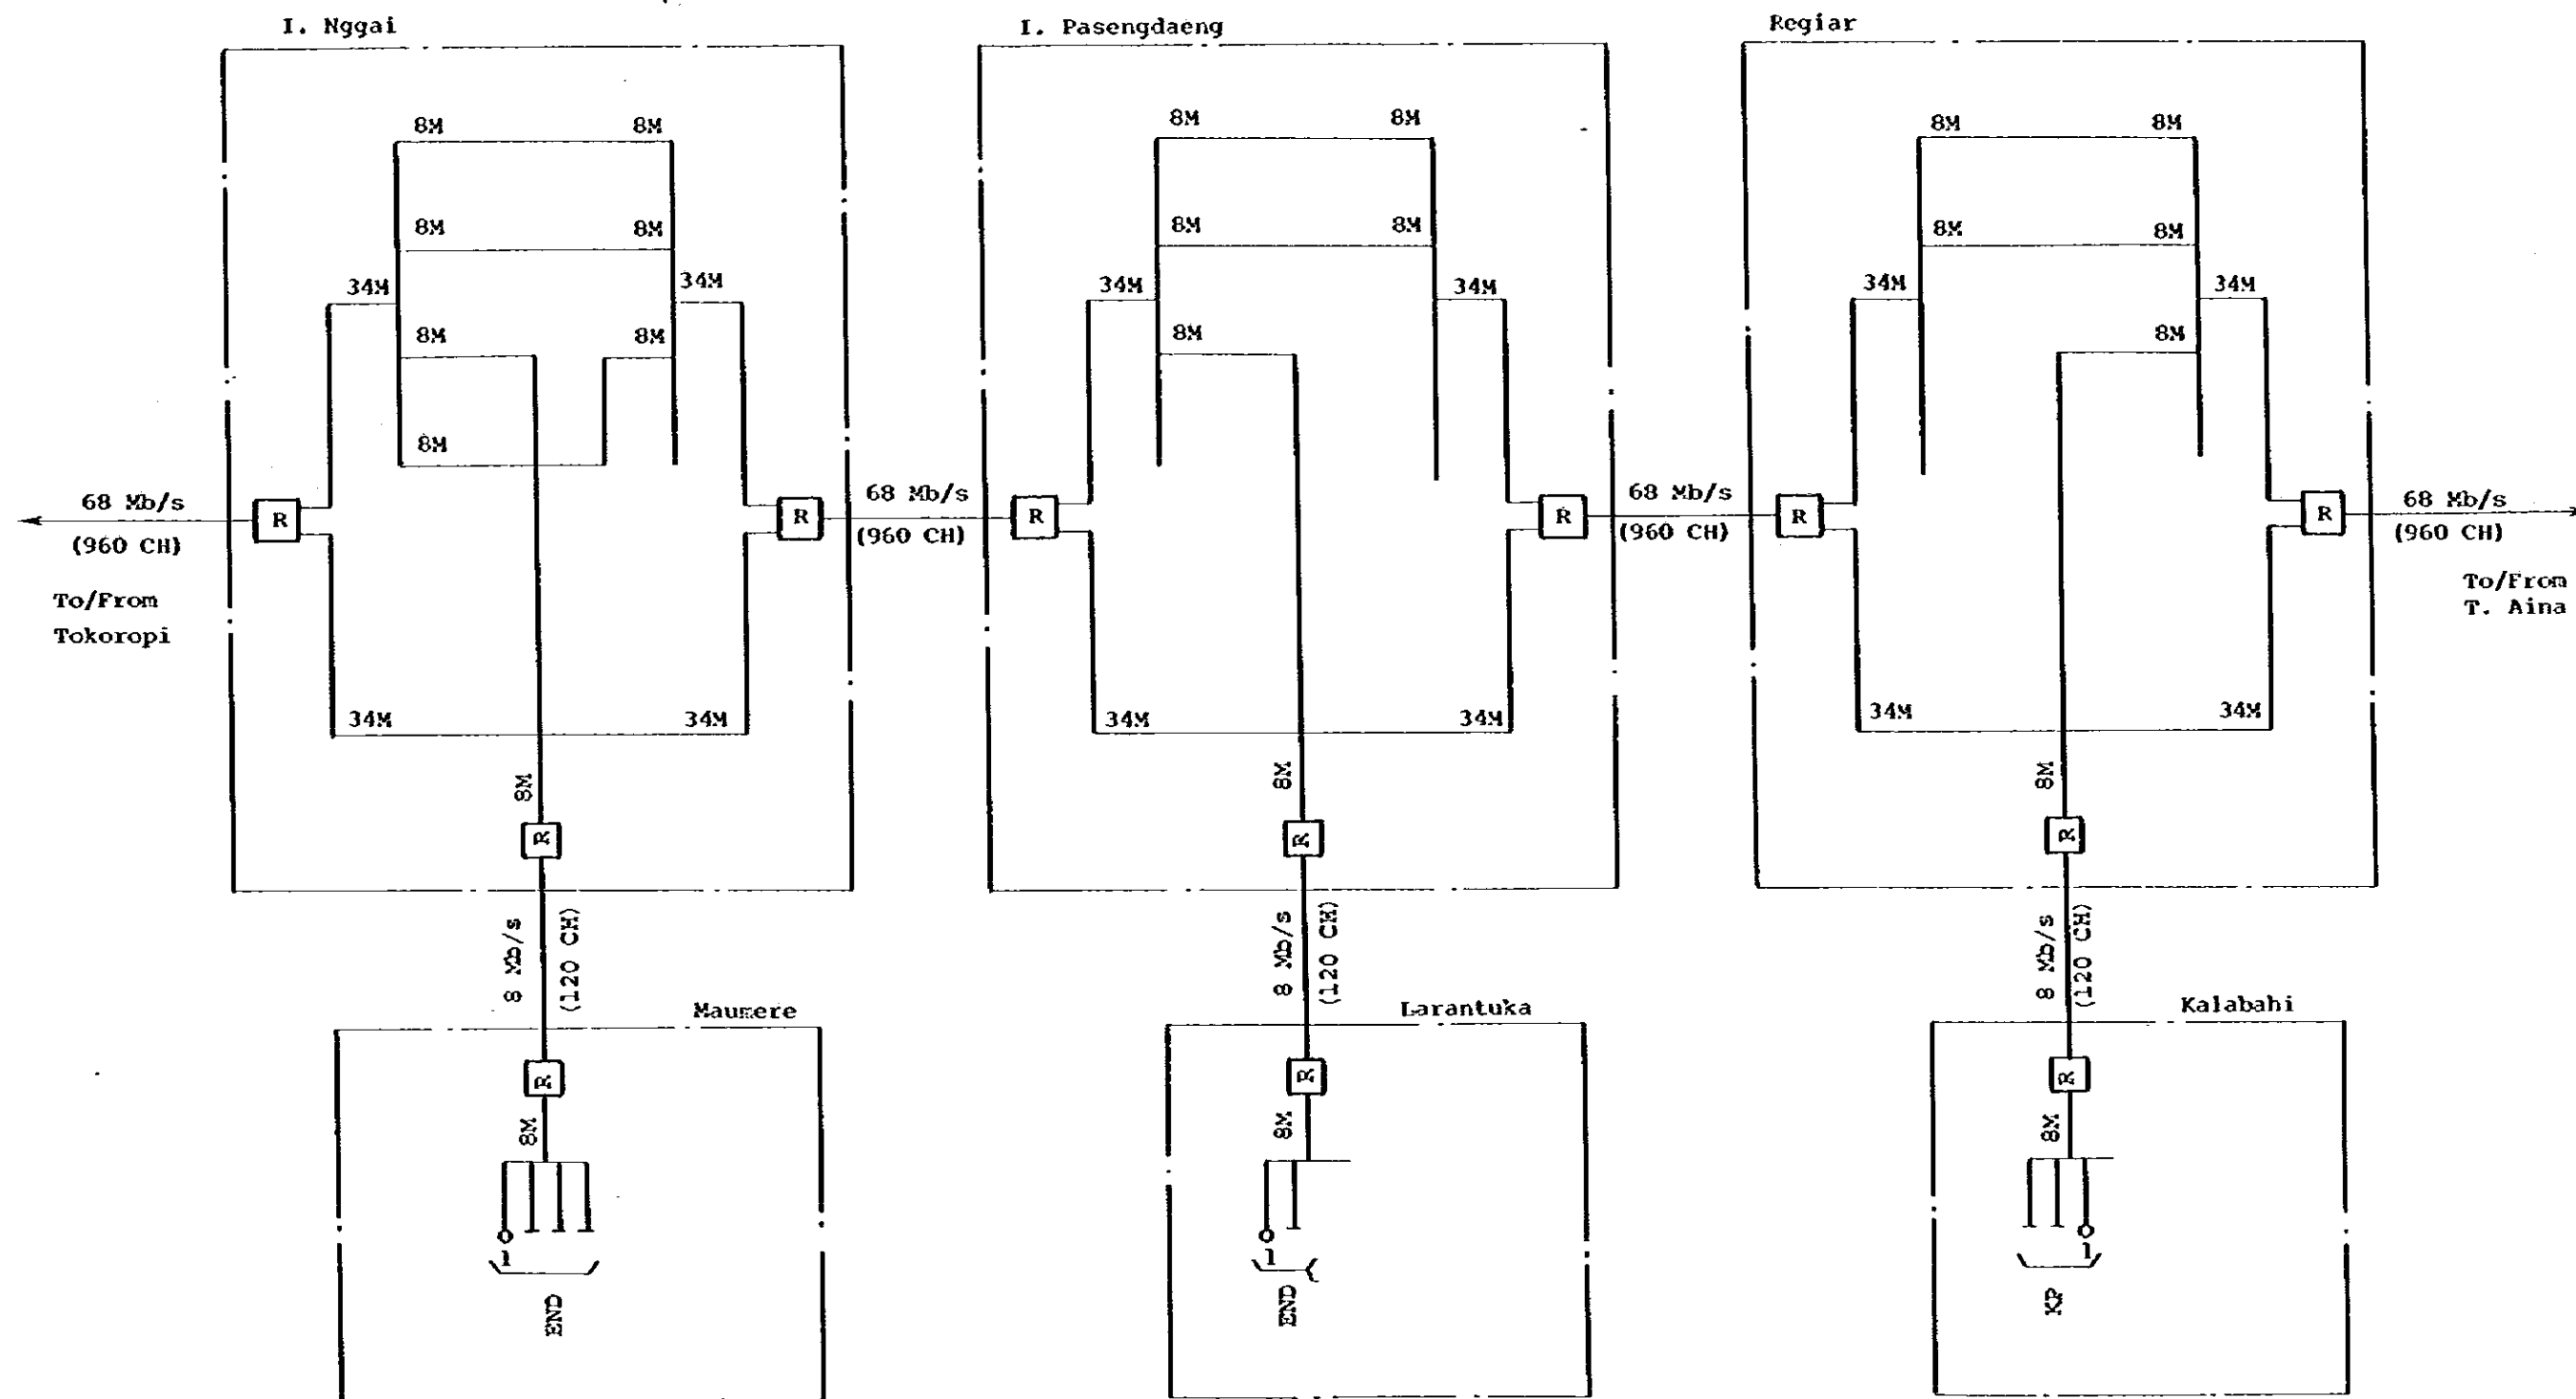 I. Nggai
I. Pasengdaeng
Regiar
8M 8M 8M 8M 8M 8M
8M 8M 8M 8M 8M 8M
34M 34M 34M 34M 34M 34M
8M 8M 8M 8M
8M
68 Mb/s
(960 CH)
To/From
Tokoropi
R
R
68 Mb/s
(960 CH)
R
R
68 Mb/s
(960 CH)
R
R
68 Mb/s
(960 CH)
To/From
T. Aina
34M 34M 34M 34M 34M 34M
8M
R
8 Mb/s
(120 CH)
8M
R
8 Mb/s
(120 CH)
8M
R
8 Mb/s
(120 CH)
Maumere
R
8M
1
END
Larantuka
R
8M
1
END
Kalabahi
R
8M
1
KP